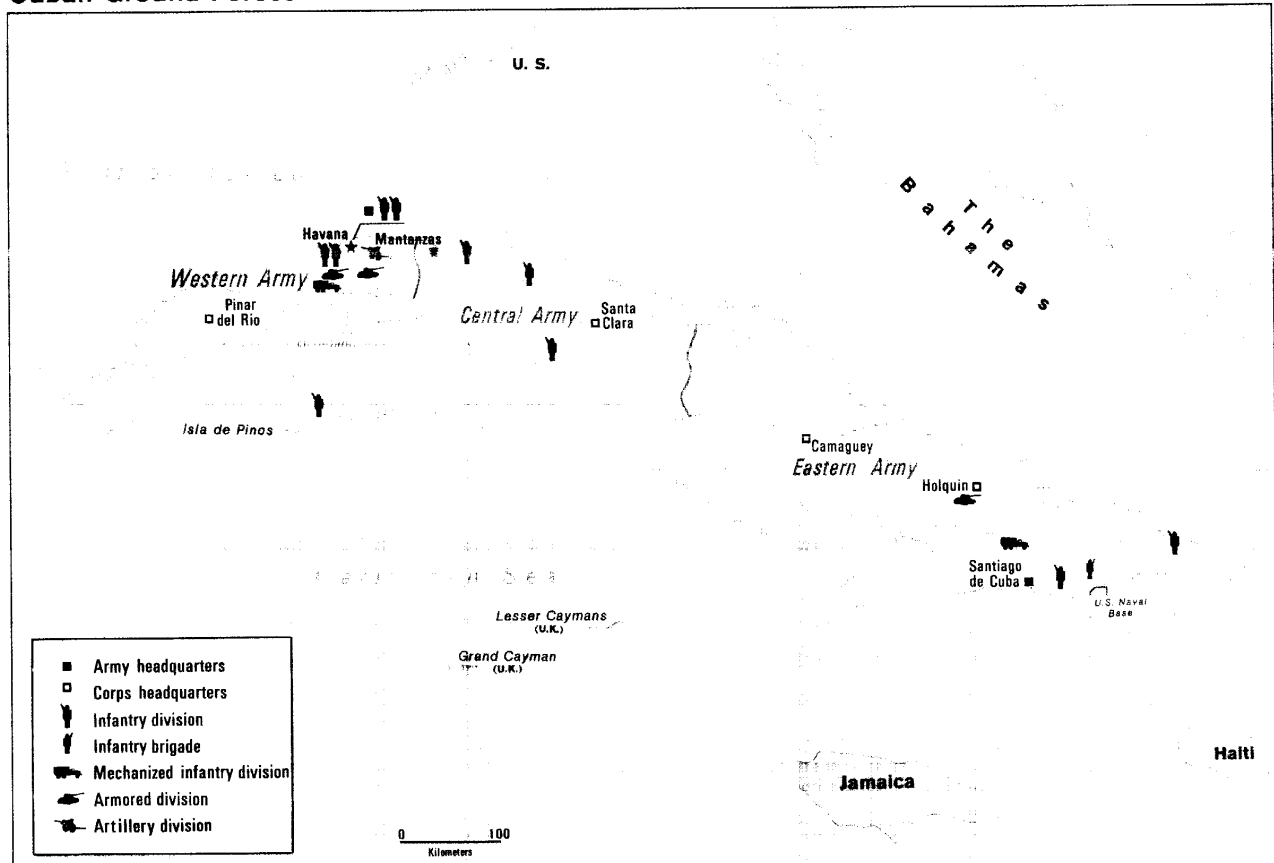 U. S.
The
Bahamas
Havana
Mantanzas
Western Army
Pinar
del Rio
Central Army
Santa
Clara
Isla de Pinos
Camaguey
Eastern Army
Holquin
Santiago
de Cuba
U.S. Naval
Base
Lesser Caymans
(U.K.)
Grand Cayman
(U.K.)
Haiti
Jamaica
Army headquarters
Corps headquarters
Infantry division
Infantry brigade
Mechanized infantry division
Armored division
Artillery division
0 100
Kilometers